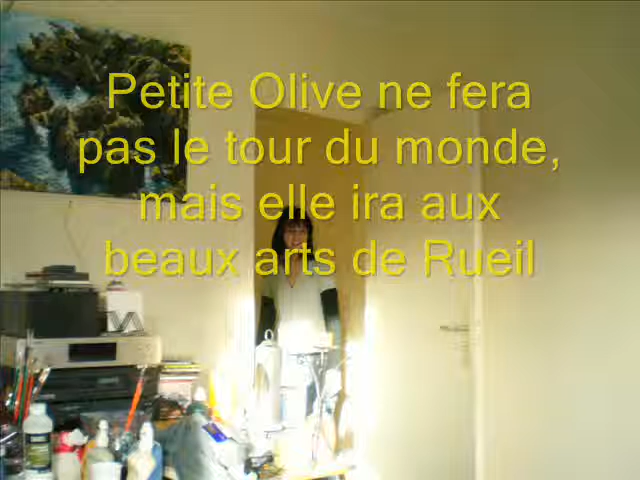 Petite Olive ne fera
pas le tour du monde,
mais elle ira aux
beaux arts de Rueil